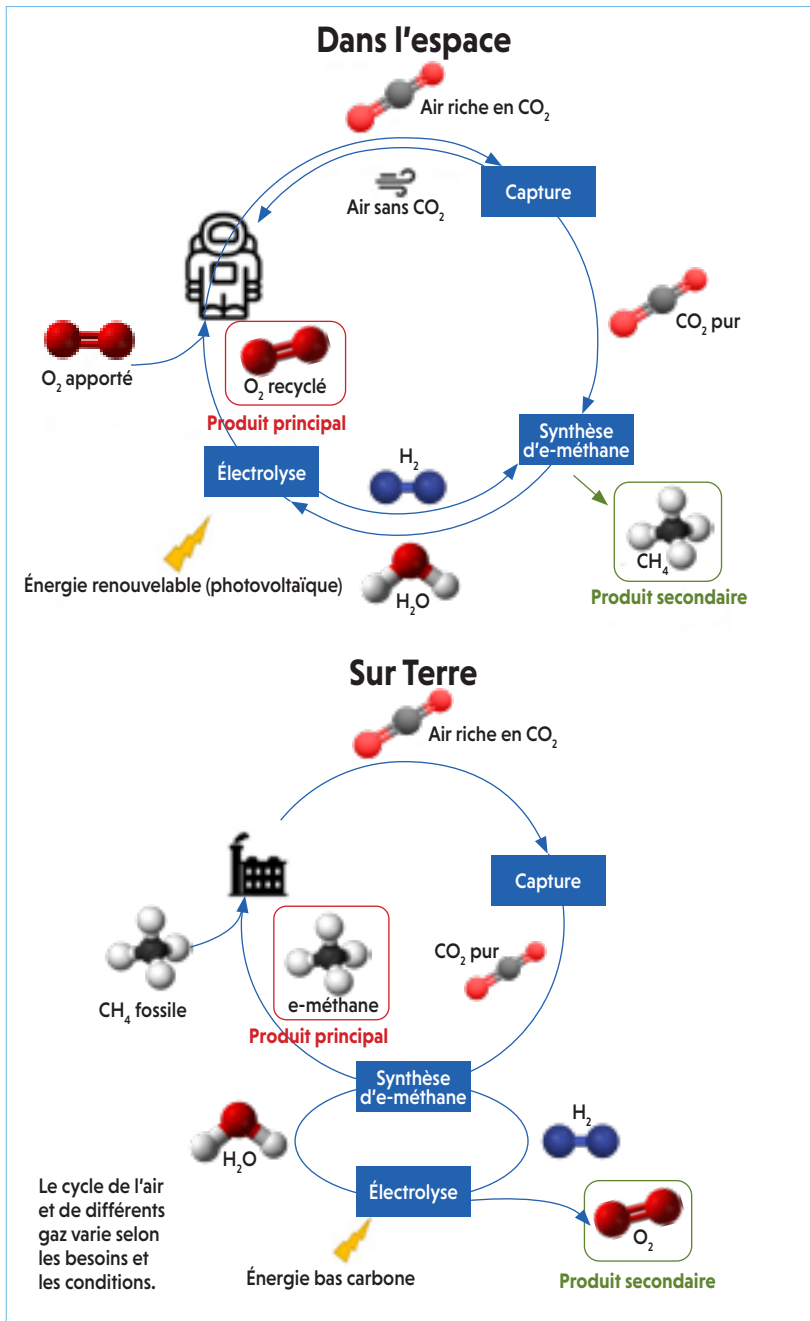 Dans l'espace
Air riche en CO₂
Air sans CO₂
Capture
CO₂ pur
O₂ apporté
O₂ recyclé
Produit principal
Synthèse
d'e-méthane
Électrolyse
H₂
CH₄
Produit secondaire
Énergie renouvelable (photovoltaïque)
H₂O
Sur Terre
Air riche en CO₂
Capture
CO₂ pur
CH₄ fossile
e-méthane
Produit principal
Synthèse
d'e-méthane
H₂
H₂O
Électrolyse
O₂
Produit secondaire
Énergie bas carbone
Le cycle de l'air
et de différents
gaz varie selon
les besoins et
les conditions.